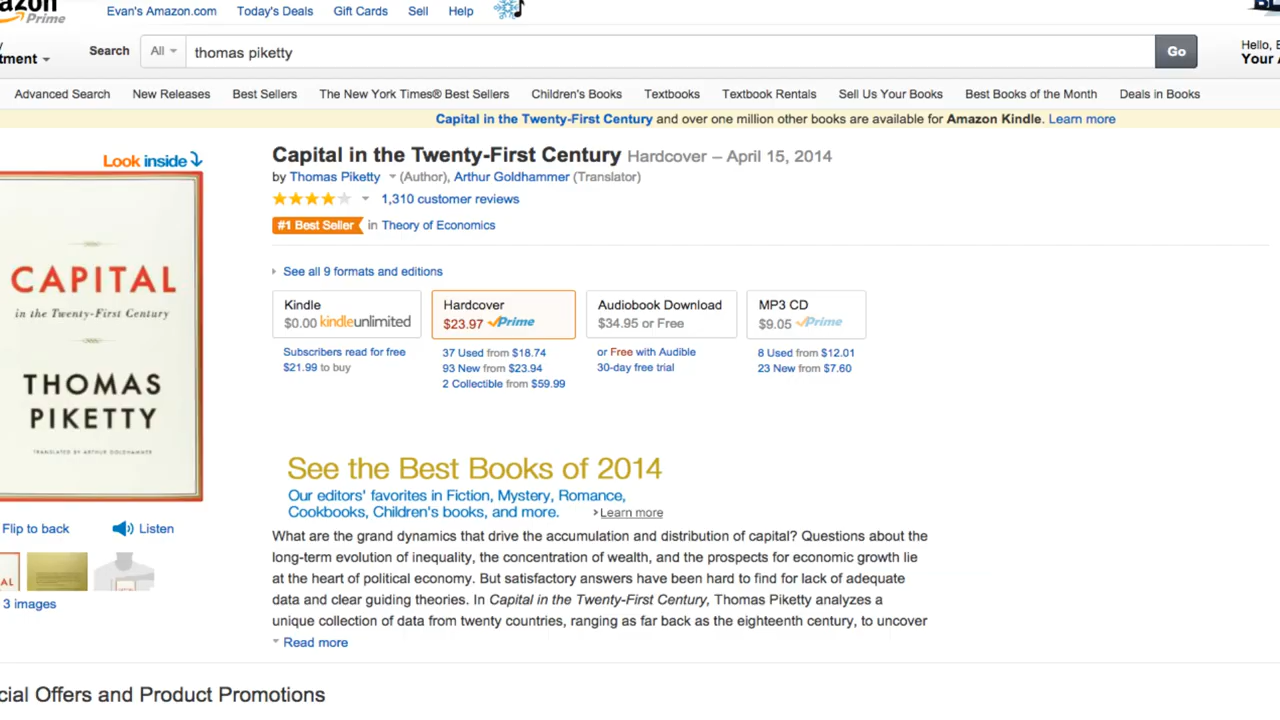 azon
Prime
Evan's Amazon.com Today's Deals Gift Cards Sell Help
tment
Search All thomas piketty Go
Hello,
Your
Advanced Search New Releases Best Sellers The New York Times® Best Sellers Children's Books Textbooks Textbook Rentals Sell Us Your Books Best Books of the Month Deals in Books
Capital in the Twenty-First Century and over one million other books are available for Amazon Kindle. Learn more
Look inside
CAPITAL
in the Twenty-First Century
THOMAS
PIKETTY
TRANSLATED BY ARTHUR GOLDHAMMER
Flip to back Listen
3 images
Capital in the Twenty-First Century Hardcover – April 15, 2014
by Thomas Piketty (Author), Arthur Goldhammer (Translator)
1,310 customer reviews
#1 Best Seller in Theory of Economics
See all 9 formats and editions
Kindle
$0.00 kindleunlimited
Subscribers read for free
$21.99 to buy
Hardcover
$23.97 Prime
37 Used from $18.74
93 New from $23.94
2 Collectible from $59.99
Audiobook Download
$34.95 or Free
or Free with Audible
30-day free trial
MP3 CD
$9.05 Prime
8 Used from $12.01
23 New from $7.60
See the Best Books of 2014
Our editors' favorites in Fiction, Mystery, Romance,
Cookbooks, Children's books, and more. Learn more
What are the grand dynamics that drive the accumulation and distribution of capital? Questions about the
long-term evolution of inequality, the concentration of wealth, and the prospects for economic growth lie
at the heart of political economy. But satisfactory answers have been hard to find for lack of adequate
data and clear guiding theories. In Capital in the Twenty-First Century, Thomas Piketty analyzes a
unique collection of data from twenty countries, ranging as far back as the eighteenth century, to uncover
Read more
cial Offers and Product Promotions